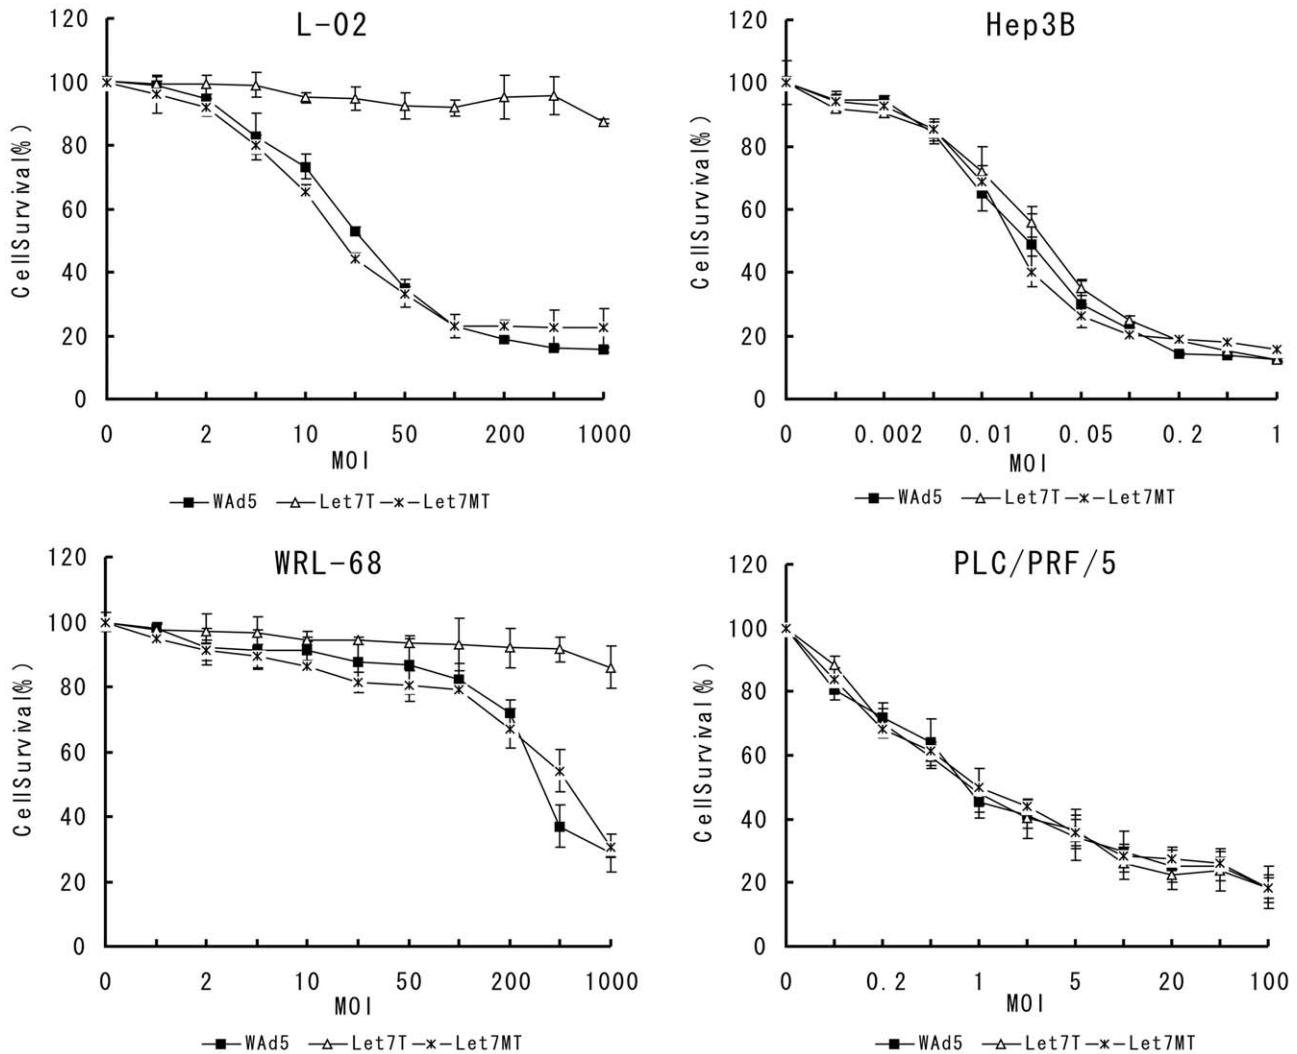 L-02
CellSurvival(%)
120
100
80
60
40
20
0
0 2 10 50 200 1000
MOI
WAd5 Let7T Let7MT
Hep3B
CellSurvival(%)
120
100
80
60
40
20
0
0 0.002 0.01 0.05 0.2 1
MOI
WAd5 Let7T Let7MT
WRL-68
CellSurvival(%)
120
100
80
60
40
20
0
0 2 10 50 200 1000
MOI
WAd5 Let7T Let7MT
PLC/PRF/5
CellSurvival(%)
120
100
80
60
40
20
0
0 0.2 1 5 20 100
MOI
WAd5 Let7T Let7MT